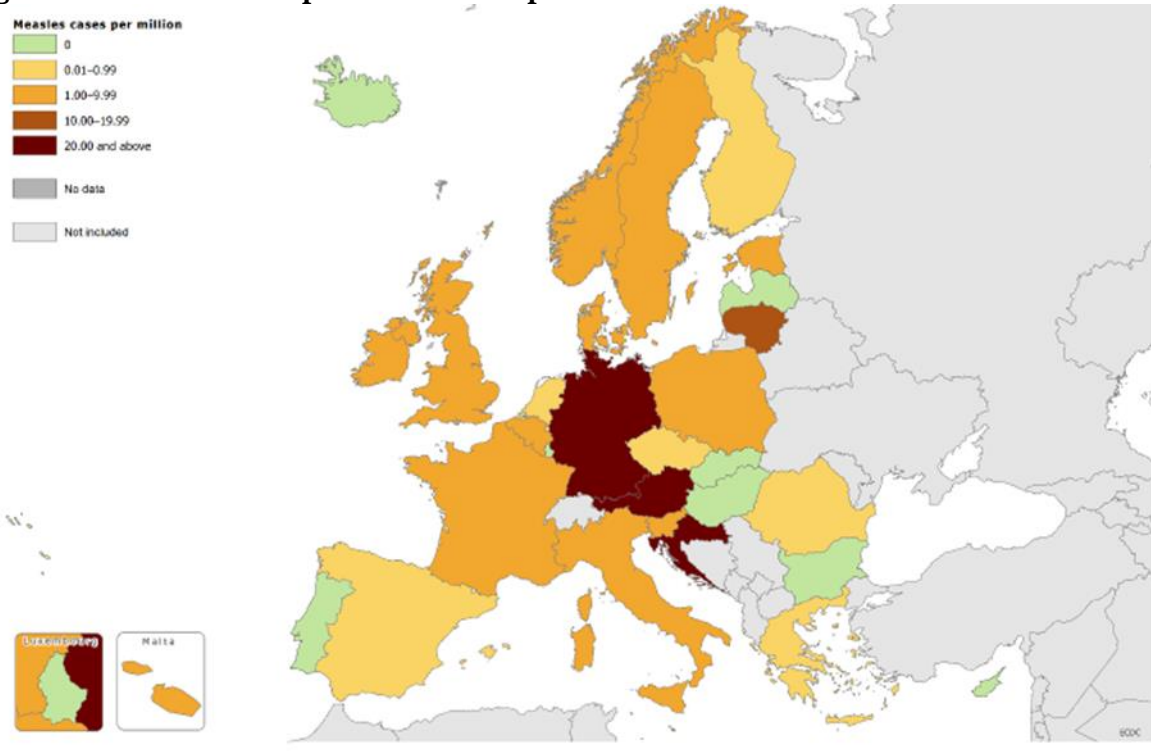 Measles cases per million
0
0.01–0.99
1.00–9.99
10.00–19.99
20.00 and above
No data
Not included
Luxembourg
Malta
ECDC